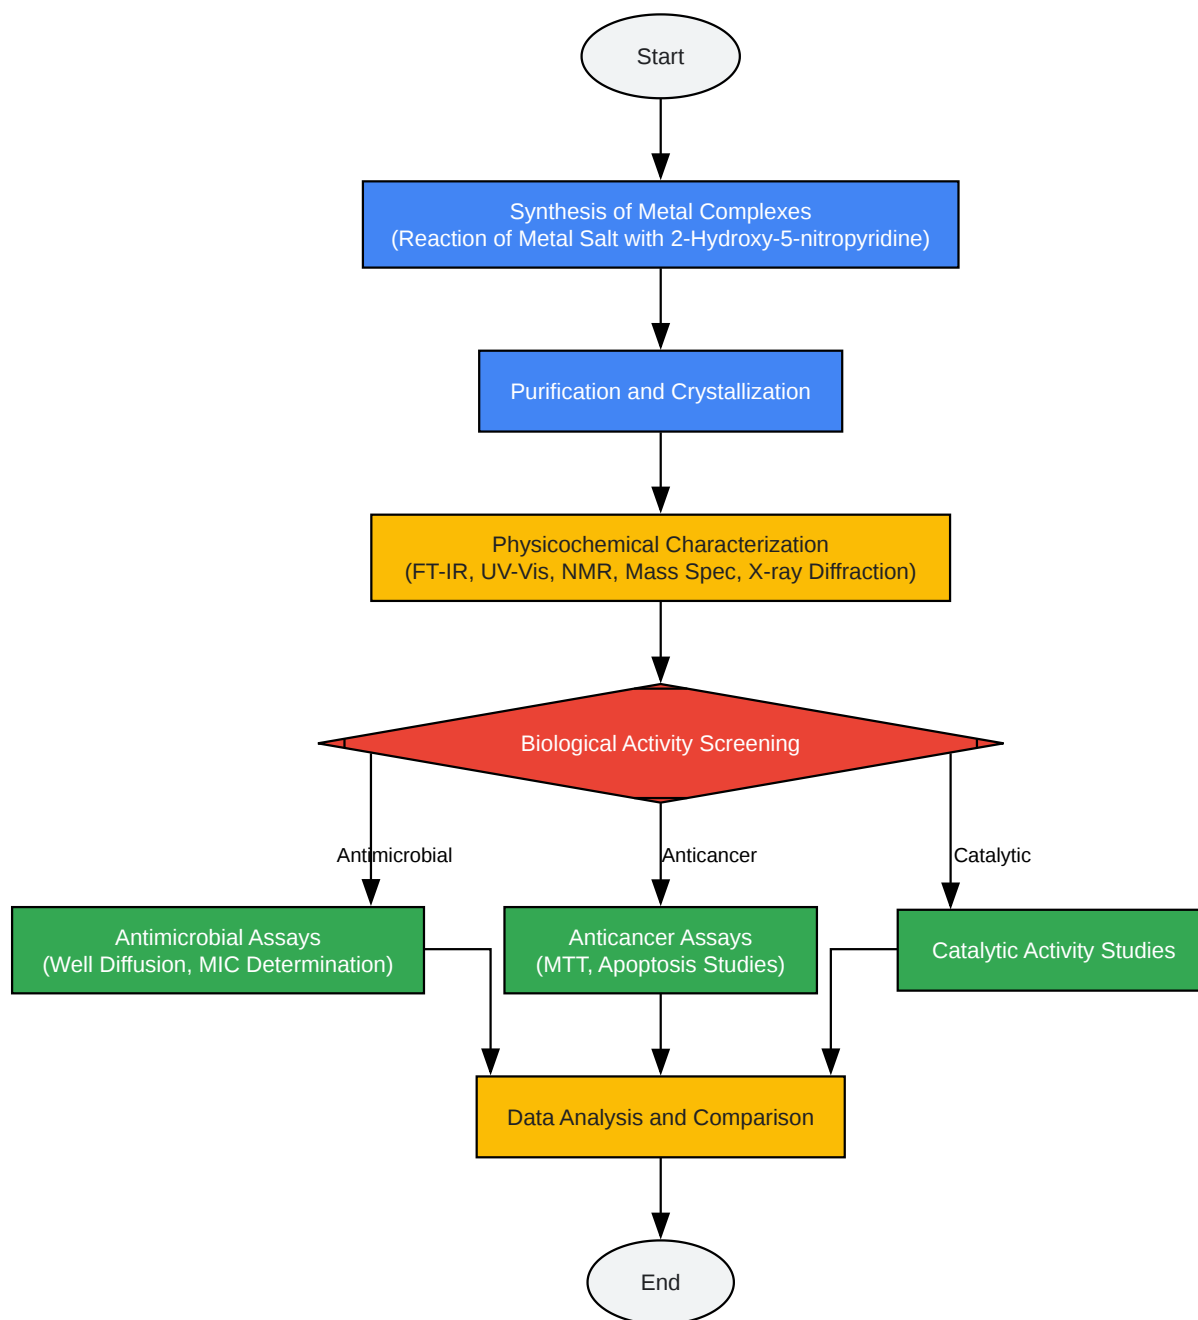 Start
Synthesis of Metal Complexes
(Reaction of Metal Salt with 2-Hydroxy-5-nitropyridine)
Purification and Crystallization
Physicochemical Characterization
(FT-IR, UV-Vis, NMR, Mass Spec, X-ray Diffraction)
Biological Activity Screening
Antimicrobial
Anticancer
Catalytic
Antimicrobial Assays
(Well Diffusion, MIC Determination)
Anticancer Assays
(MTT, Apoptosis Studies)
Catalytic Activity Studies
Data Analysis and Comparison
End